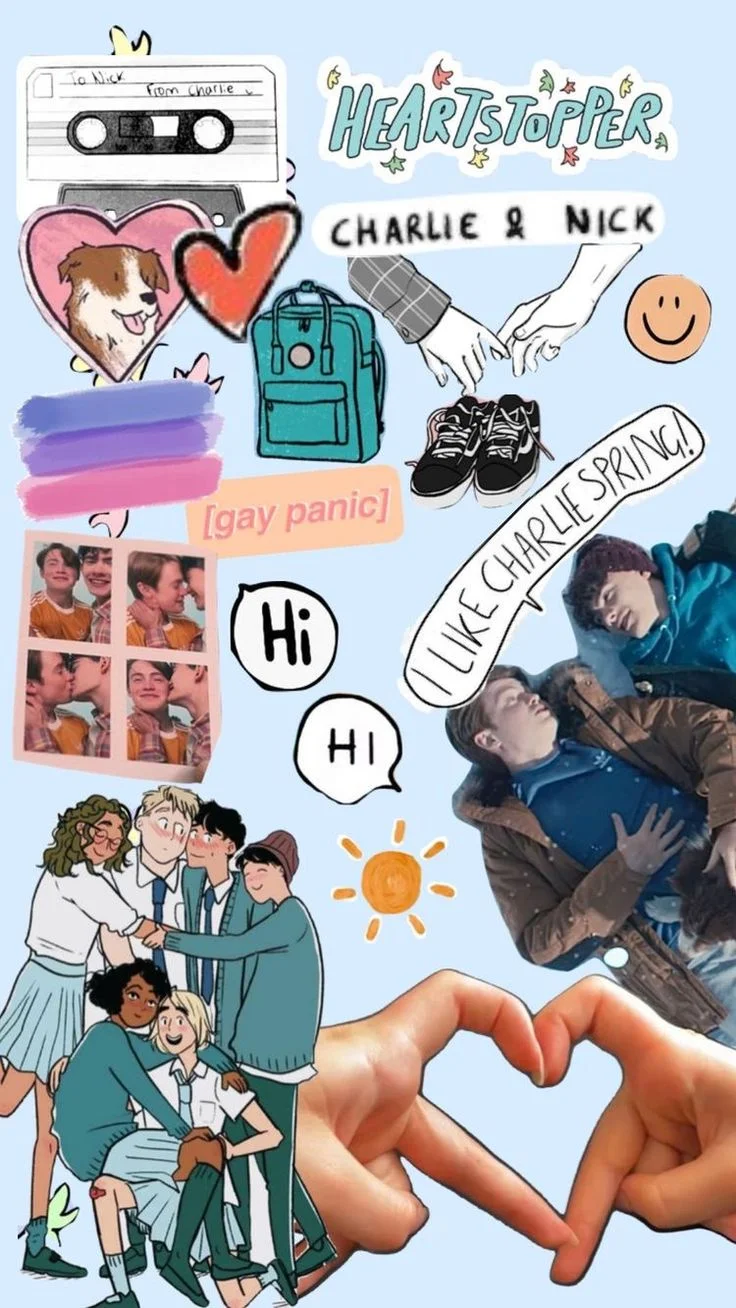 To Nick
From Charlie
HEARTSTOPPER
CHARLIE & NICK
[gay panic]
I LIKE CHARLIE SPRING!
Hi
HI